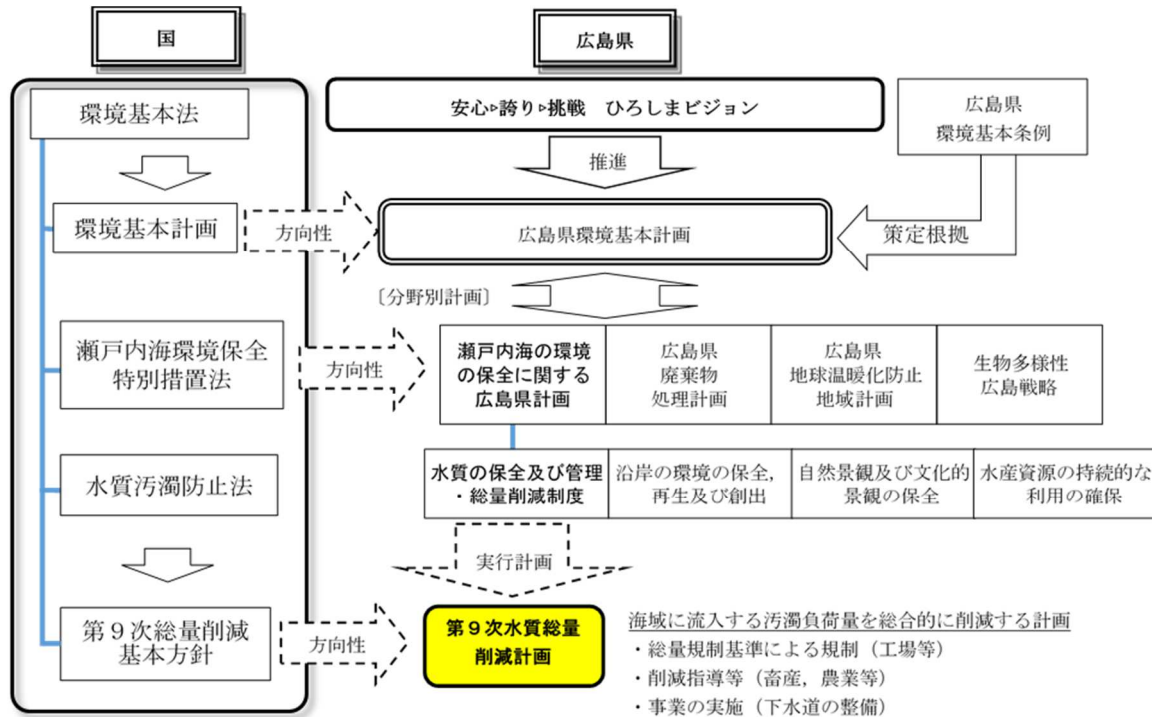 国
広島県
環境基本法
環境基本計画
瀬戸内海環境保全
特別措置法
水質汚濁防止法
第９次総量削減
基本方針
安心▷誇り▷挑戦　ひろしまビジョン
推進
広島県
環境基本条例
方向性
広島県環境基本計画
策定根拠
〔分野別計画〕
方向性
瀬戸内海の環境
の保全に関する
広島県計画
広島県
廃棄物
処理計画
広島県
地球温暖化防止
地域計画
生物多様性
広島戦略
水質の保全及び管理
・総量削減制度
沿岸の環境の保全，
再生及び創出
自然景観及び文化的
景観の保全
水産資源の持続的な
利用の確保
実行計画
方向性
第９次水質総量
削減計画
海域に流入する汚濁負荷量を総合的に削減する計画
・総量規制基準による規制（工場等）
・削減指導等（畜産，農業等）
・事業の実施（下水道の整備）